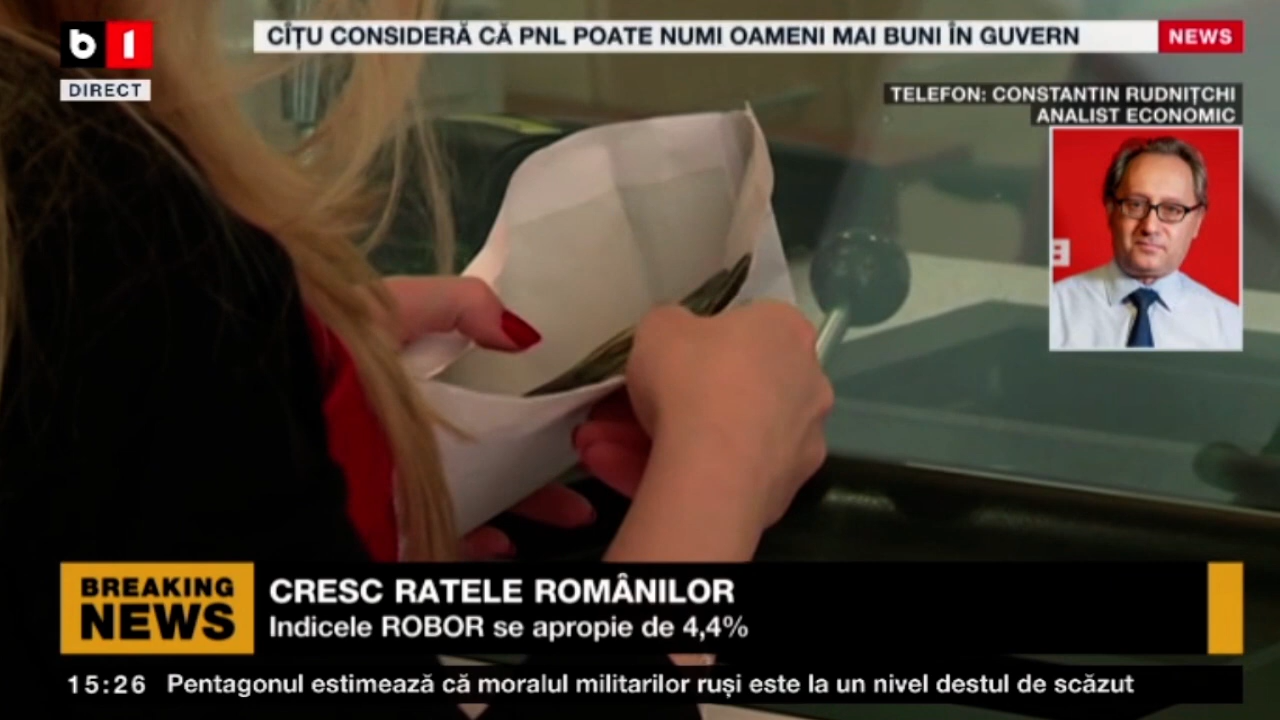 b 1
DIRECT
CÎȚU CONSIDERĂ CĂ PNL POATE NUMI OAMENI MAI BUNI ÎN GUVERN
NEWS
TELEFON: CONSTANTIN RUDNIȚCHI
ANALIST ECONOMIC
BREAKING
NEWS
CRESC RATELE ROMÂNILOR
Indicele ROBOR se apropie de 4,4%
15:26 Pentagonul estimează că moralul militarilor ruși este la un nivel destul de scăzut